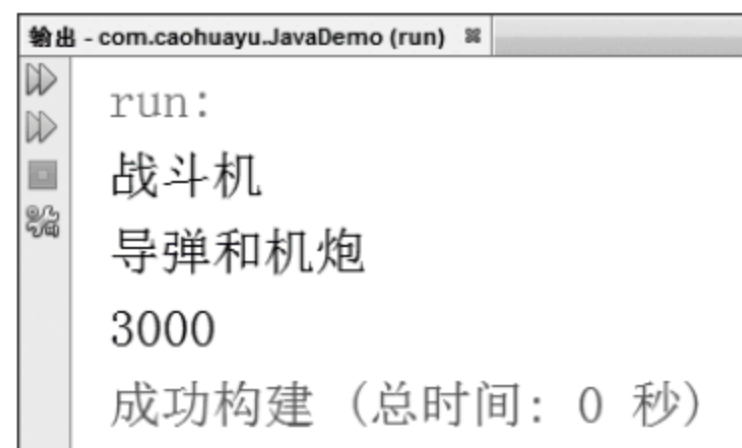 输出 - com.caohuayu.JavaDemo (run)
run:
战斗机
导弹和机炮
3000
成功构建 (总时间: 0 秒)